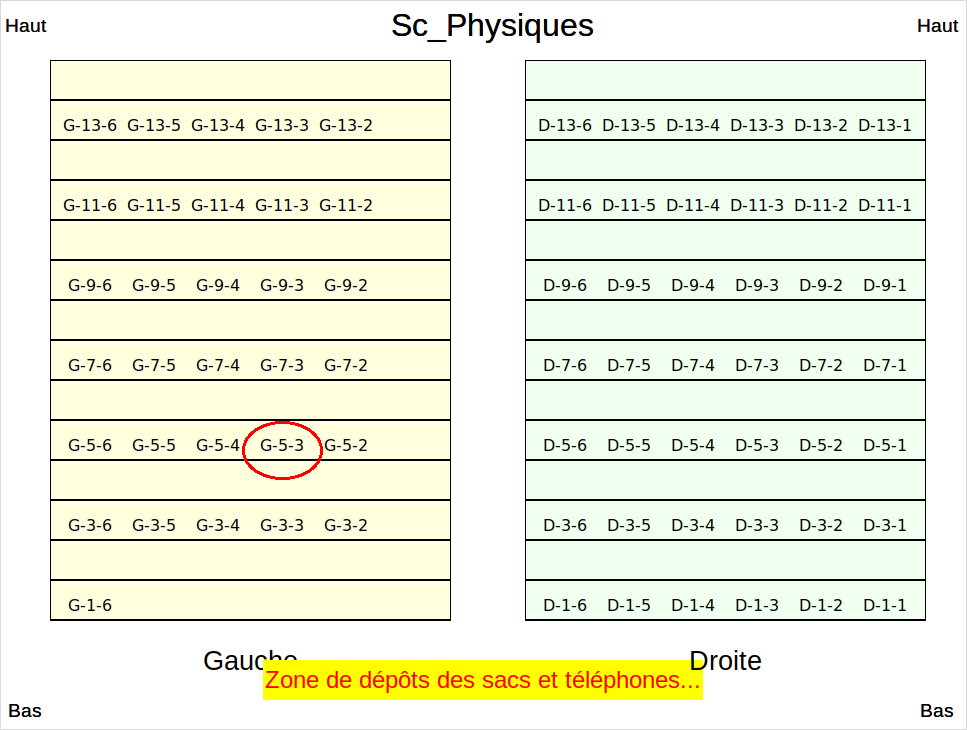 Sc_Physiques
Haut Haut
G-13-6 G-13-5 G-13-4 G-13-3 G-13-2 D-13-6 D-13-5 D-13-4 D-13-3 D-13-2 D-13-1
G-11-6 G-11-5 G-11-4 G-11-3 G-11-2 D-11-6 D-11-5 D-11-4 D-11-3 D-11-2 D-11-1
G-9-6 G-9-5 G-9-4 G-9-3 G-9-2 D-9-6 D-9-5 D-9-4 D-9-3 D-9-2 D-9-1
G-7-6 G-7-5 G-7-4 G-7-3 G-7-2 D-7-6 D-7-5 D-7-4 D-7-3 D-7-2 D-7-1
G-5-6 G-5-5 G-5-4 G-5-3 G-5-2 D-5-6 D-5-5 D-5-4 D-5-3 D-5-2 D-5-1
G-3-6 G-3-5 G-3-4 G-3-3 G-3-2 D-3-6 D-3-5 D-3-4 D-3-3 D-3-2 D-3-1
G-1-6 D-1-6 D-1-5 D-1-4 D-1-3 D-1-2 D-1-1
Gauche Droite
Zone de dépôts des sacs et téléphones...
Bas Bas